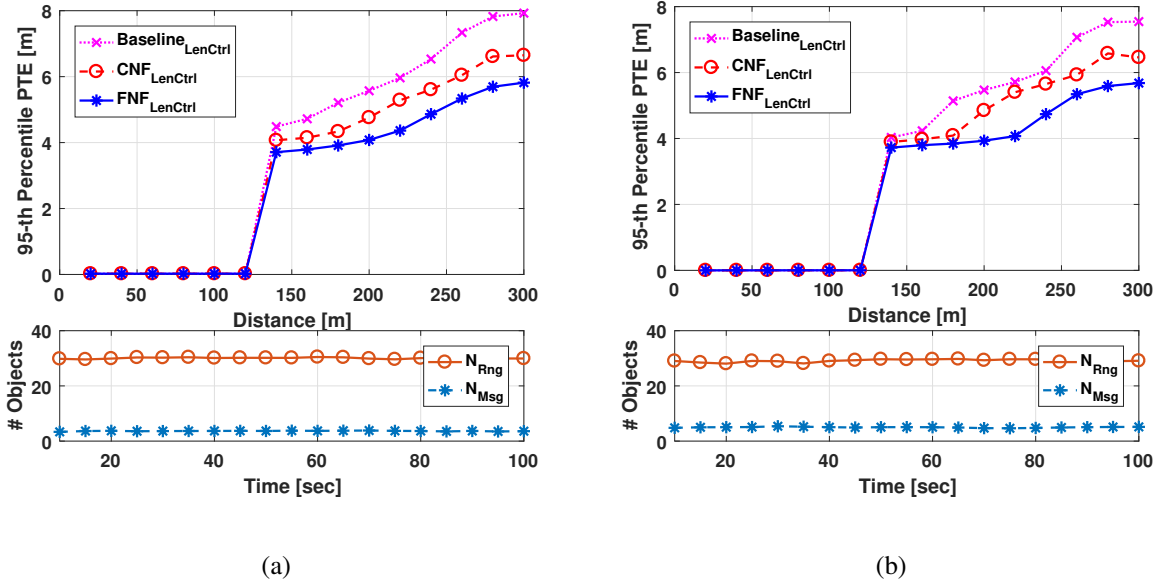 8
6
4
2
0
95-th Percentile PTE [m]
Baseline_LenCtrl
CNF_LenCtrl
FNF_LenCtrl
0 50 100 150 200 250 300
Distance [m]
40
20
0
# Objects
N_Rng
N_Msg
20 40 60 80 100
Time [sec]
(a)
8
6
4
2
0
95-th Percentile PTE [m]
Baseline_LenCtrl
CNF_LenCtrl
FNF_LenCtrl
0 50 100 150 200 250 300
Distance [m]
40
20
0
# Objects
N_Rng
N_Msg
20 40 60 80 100
Time [sec]
(b)